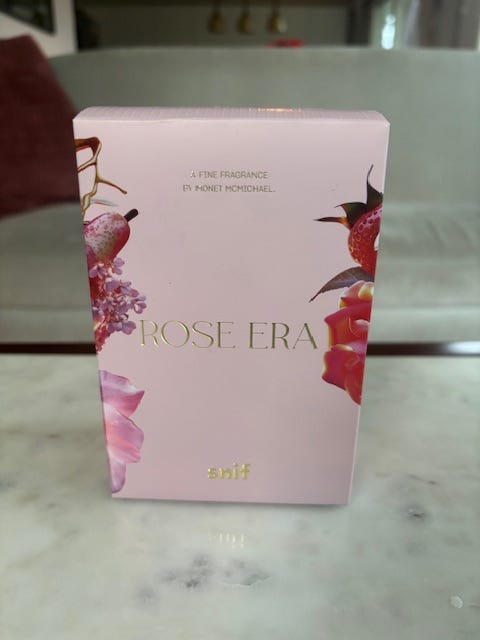 A FINE FRAGRANCE
BY MONET MCMICHAEL.
ROSE ERA
snif